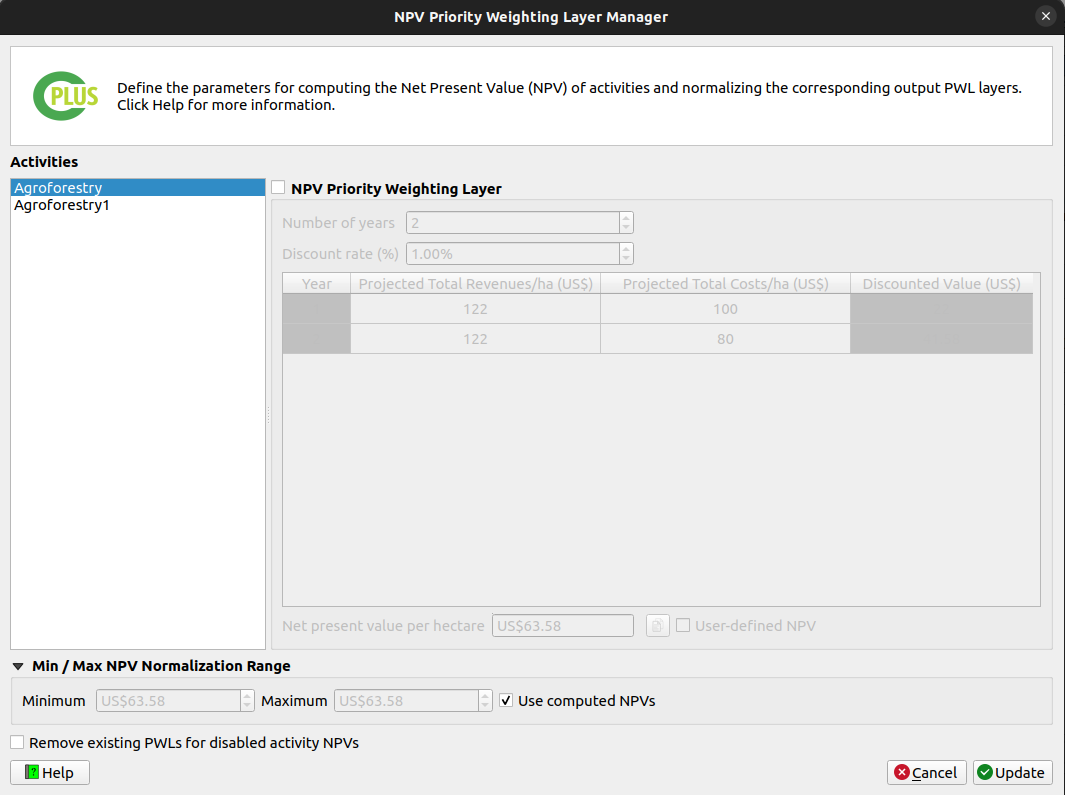 NPV Priority Weighting Layer Manager
CPLUS
Define the parameters for computing the Net Present Value (NPV) of activities and normalizing the corresponding output PWL layers.
Click Help for more information.
Activities
Agroforestry
Agroforestry1
NPV Priority Weighting Layer
Number of years 2
Discount rate (%) 1.00%
Year Projected Total Revenues/ha (US$) Projected Total Costs/ha (US$) Discounted Value (US$)
122 100
122 80
Net present value per hectare US$63.58 User-defined NPV
Min / Max NPV Normalization Range
Minimum US$63.58 Maximum US$63.58 Use computed NPVs
Remove existing PWLs for disabled activity NPVs
? Help Cancel Update